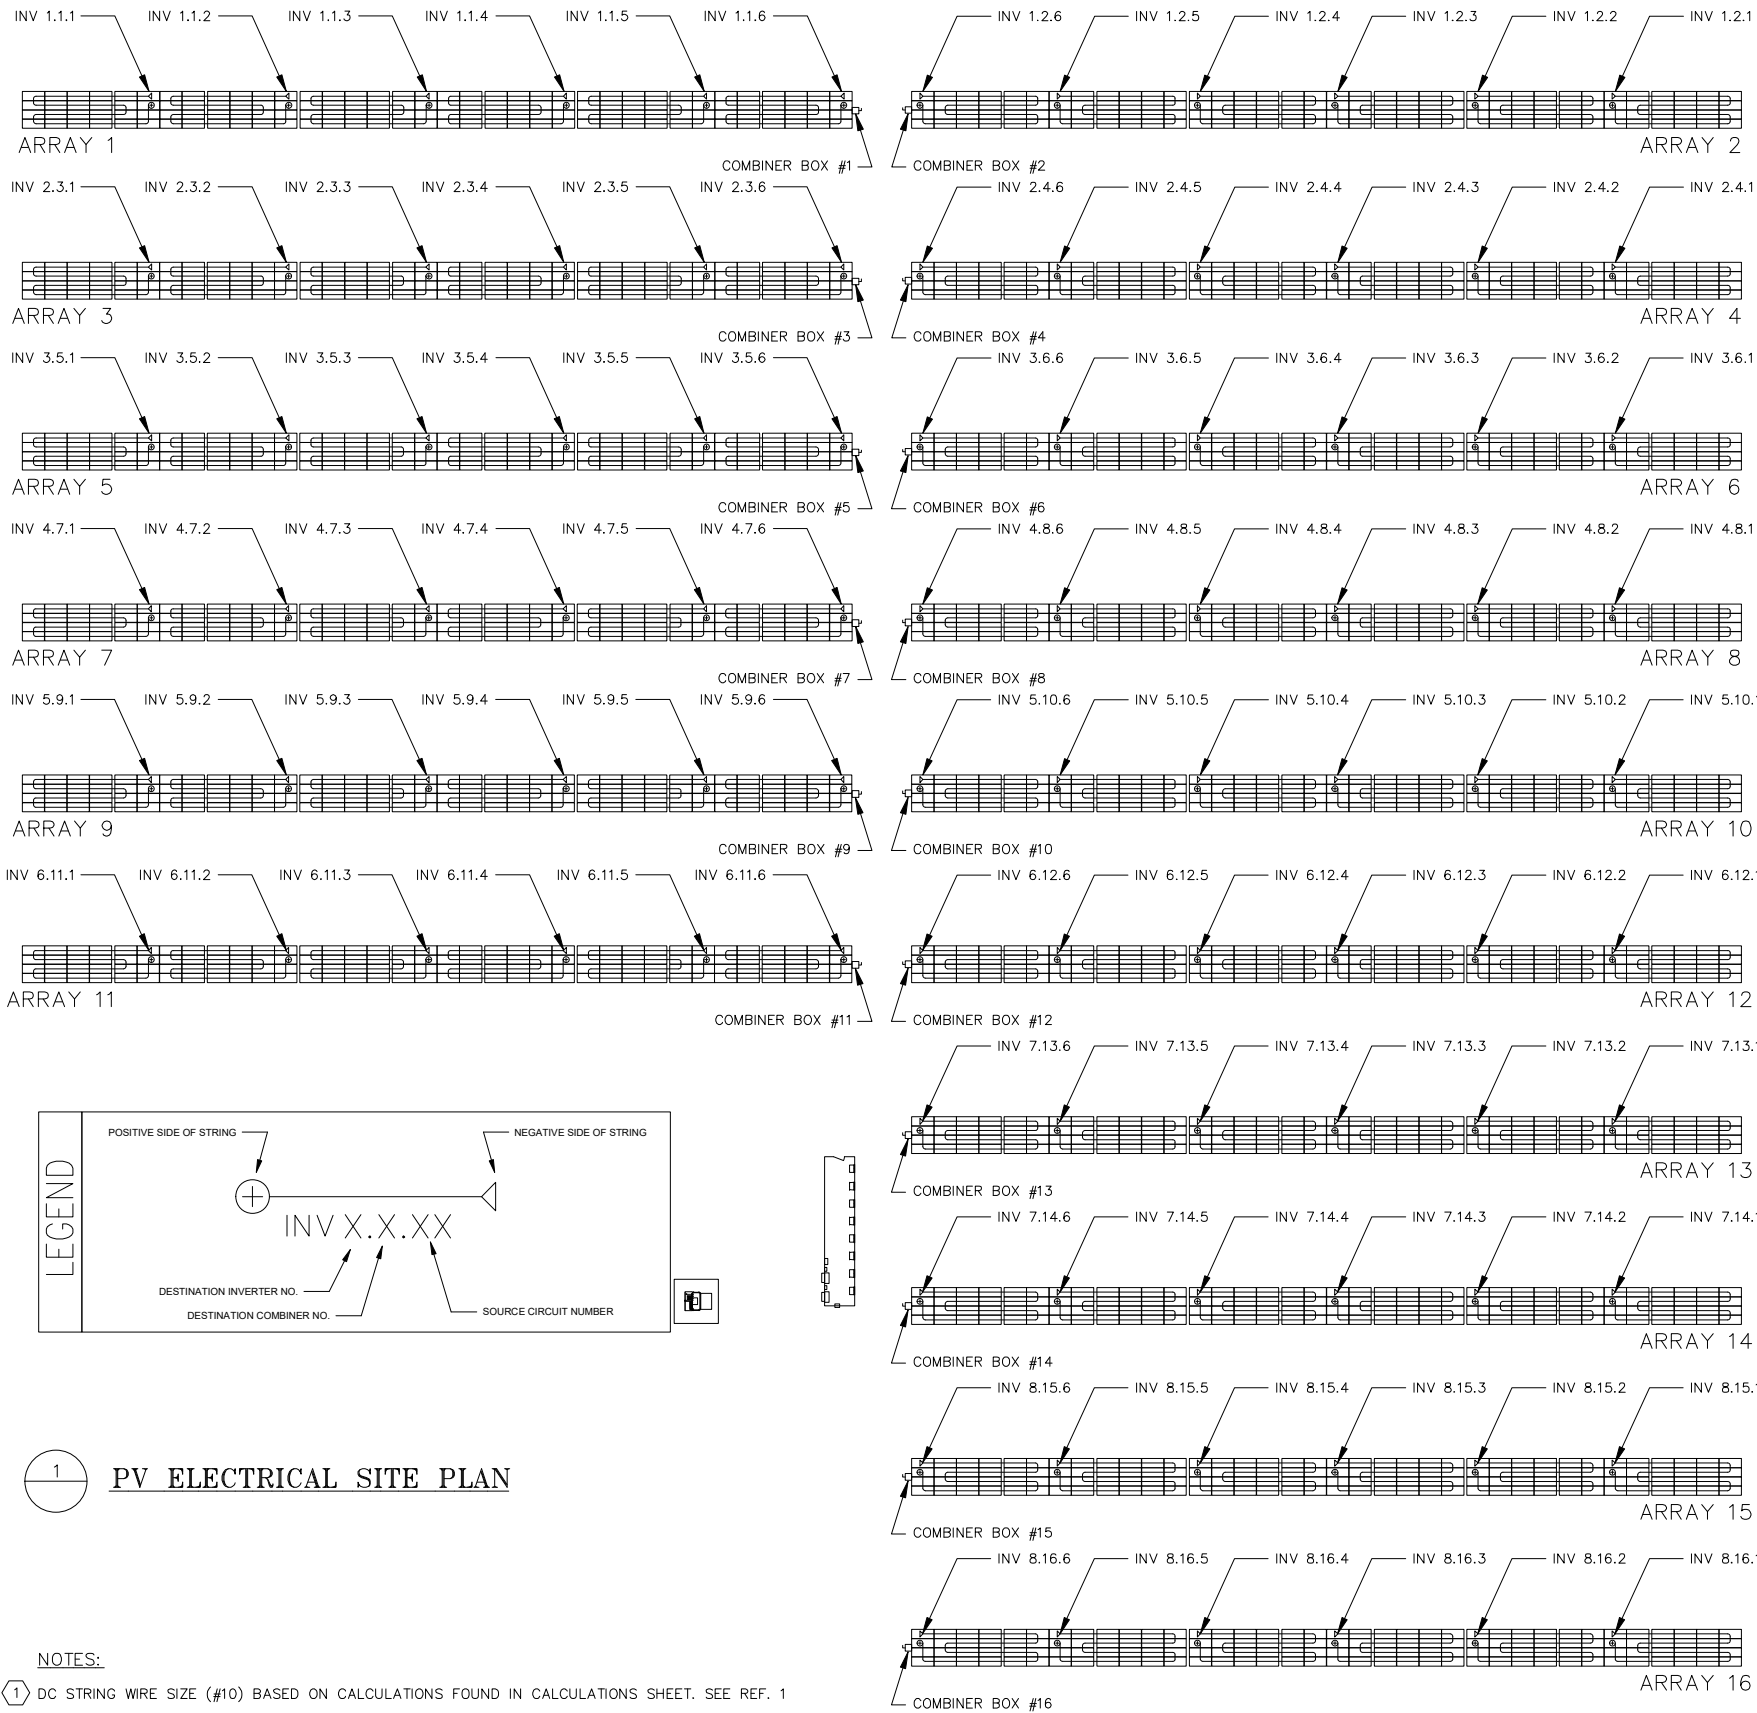 INV 1.1.1 INV 1.1.2 INV 1.1.3 INV 1.1.4 INV 1.1.5 INV 1.1.6 INV 1.2.6 INV 1.2.5 INV 1.2.4 INV 1.2.3 INV 1.2.2 INV 1.2.1
ARRAY 1 ARRAY 2
COMBINER BOX #1 COMBINER BOX #2
INV 2.3.1 INV 2.3.2 INV 2.3.3 INV 2.3.4 INV 2.3.5 INV 2.3.6 INV 2.4.6 INV 2.4.5 INV 2.4.4 INV 2.4.3 INV 2.4.2 INV 2.4.1
ARRAY 3 ARRAY 4
COMBINER BOX #3 COMBINER BOX #4
INV 3.5.1 INV 3.5.2 INV 3.5.3 INV 3.5.4 INV 3.5.5 INV 3.5.6 INV 3.6.6 INV 3.6.5 INV 3.6.4 INV 3.6.3 INV 3.6.2 INV 3.6.1
ARRAY 5 ARRAY 6
COMBINER BOX #5 COMBINER BOX #6
INV 4.7.1 INV 4.7.2 INV 4.7.3 INV 4.7.4 INV 4.7.5 INV 4.7.6 INV 4.8.6 INV 4.8.5 INV 4.8.4 INV 4.8.3 INV 4.8.2 INV 4.8.1
ARRAY 7 ARRAY 8
COMBINER BOX #7 COMBINER BOX #8
INV 5.9.1 INV 5.9.2 INV 5.9.3 INV 5.9.4 INV 5.9.5 INV 5.9.6 INV 5.10.6 INV 5.10.5 INV 5.10.4 INV 5.10.3 INV 5.10.2 INV 5.10.1
ARRAY 9 ARRAY 10
COMBINER BOX #9 COMBINER BOX #10
INV 6.11.1 INV 6.11.2 INV 6.11.3 INV 6.11.4 INV 6.11.5 INV 6.11.6 INV 6.12.6 INV 6.12.5 INV 6.12.4 INV 6.12.3 INV 6.12.2 INV 6.12.1
ARRAY 11 ARRAY 12
COMBINER BOX #11 COMBINER BOX #12
INV 7.13.6 INV 7.13.5 INV 7.13.4 INV 7.13.3 INV 7.13.2 INV 7.13.1
ARRAY 13
COMBINER BOX #13
INV 7.14.6 INV 7.14.5 INV 7.14.4 INV 7.14.3 INV 7.14.2 INV 7.14.1
ARRAY 14
COMBINER BOX #14
INV 8.15.6 INV 8.15.5 INV 8.15.4 INV 8.15.3 INV 8.15.2 INV 8.15.1
ARRAY 15
COMBINER BOX #15
INV 8.16.6 INV 8.16.5 INV 8.16.4 INV 8.16.3 INV 8.16.2 INV 8.16.1
ARRAY 16
COMBINER BOX #16
LEGEND
POSITIVE SIDE OF STRING NEGATIVE SIDE OF STRING
INV X.X.XX
DESTINATION INVERTER NO.
DESTINATION COMBINER NO. SOURCE CIRCUIT NUMBER
1 PV ELECTRICAL SITE PLAN
NOTES:
1 DC STRING WIRE SIZE (#10) BASED ON CALCULATIONS FOUND IN CALCULATIONS SHEET. SEE REF. 1